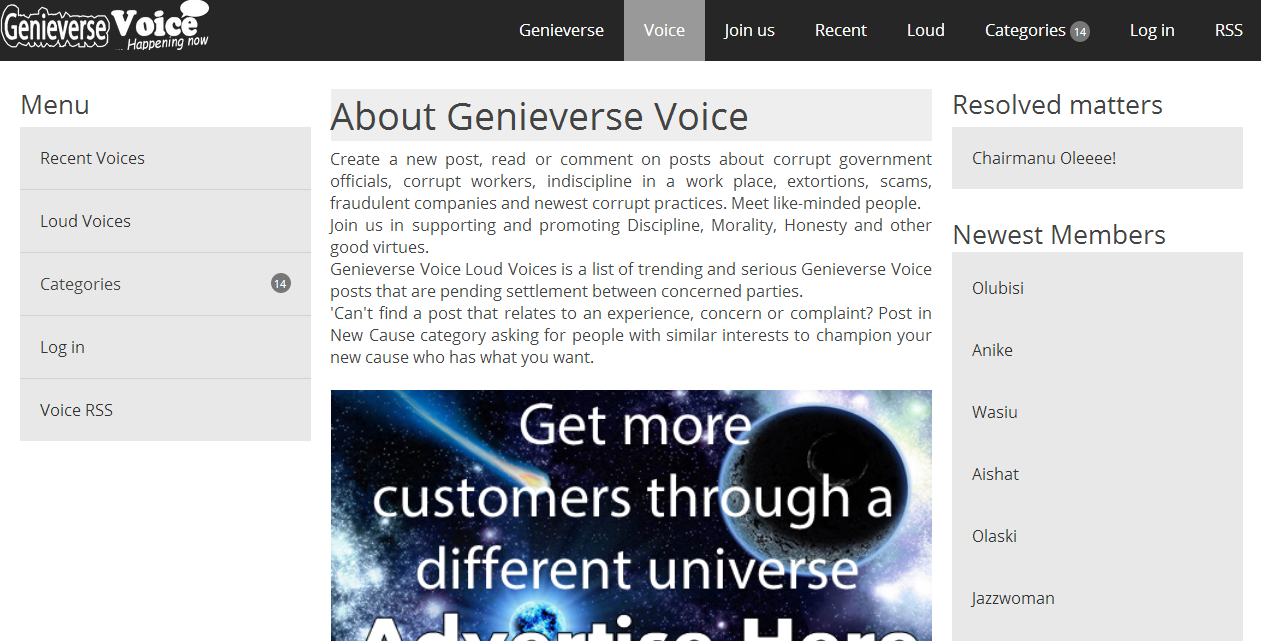 Genieverse Voice
... Happening now
Genieverse
Voice
Join us
Recent
Loud
Categories 14
Log in
RSS
Menu
Recent Voices
Loud Voices
Categories 14
Log in
Voice RSS
About Genieverse Voice
Create a new post, read or comment on posts about corrupt government
officials, corrupt workers, indiscipline in a work place, extortions, scams,
fraudulent companies and newest corrupt practices. Meet like-minded people.
Join us in supporting and promoting Discipline, Morality, Honesty and other
good virtues.
Genieverse Voice Loud Voices is a list of trending and serious Genieverse Voice
posts that are pending settlement between concerned parties.
'Can't find a post that relates to an experience, concern or complaint? Post in
New Cause category asking for people with similar interests to champion your
new cause who has what you want.
Get more
customers through a
different universe
Advertise Here
Resolved matters
Chairmanu Oleeee!
Newest Members
Olubisi
Anike
Wasiu
Aishat
Olaski
Jazzwoman